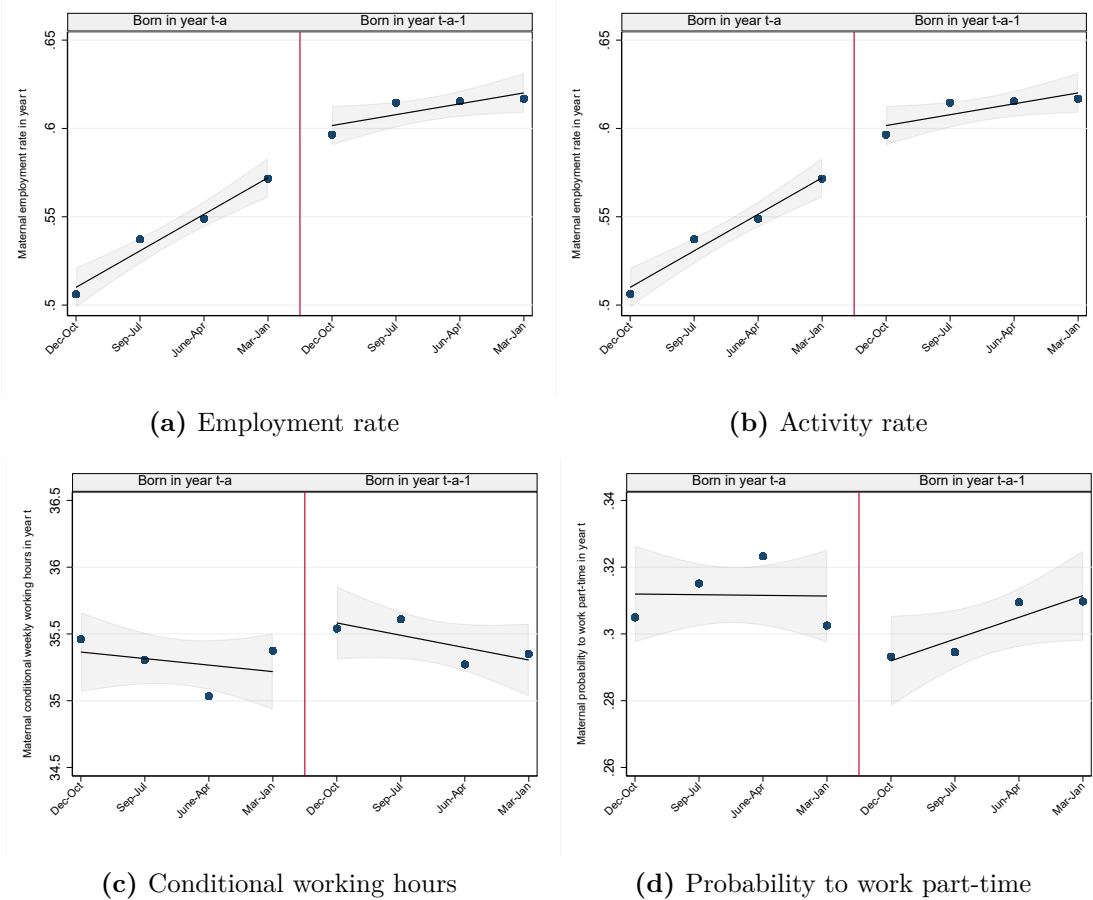 Born in year t-a
Born in year t-a-1
Maternal employment rate in year t
.65
.6
.55
.5
Dec-Oct
Sep-Jul
June-Apr
Mar-Jan
Dec-Oct
Sep-Jul
Jun-Apr
Mar-Jan
(a) Employment rate
Born in year t-a
Born in year t-a-1
Maternal employment rate in year t
.65
.6
.55
.5
Dec-Oct
Sep-Jul
June-Apr
Mar-Jan
Dec-Oct
Sep-Jul
Jun-Apr
Mar-Jan
(b) Activity rate
Born in year t-a
Born in year t-a-1
Maternal conditional weekly working hours in year t
36.5
36
35.5
35
34.5
Dec-Oct
Sep-Jul
June-Apr
Mar-Jan
Dec-Oct
Sep-Jul
Jun-Apr
Mar-Jan
(c) Conditional working hours
Born in year t-a
Born in year t-a-1
Maternal probability to work part-time in year t
.34
.32
.3
.28
.26
Dec-Oct
Sep-Jul
June-Apr
Mar-Jan
Dec-Oct
Sep-Jul
Jun-Apr
Mar-Jan
(d) Probability to work part-time